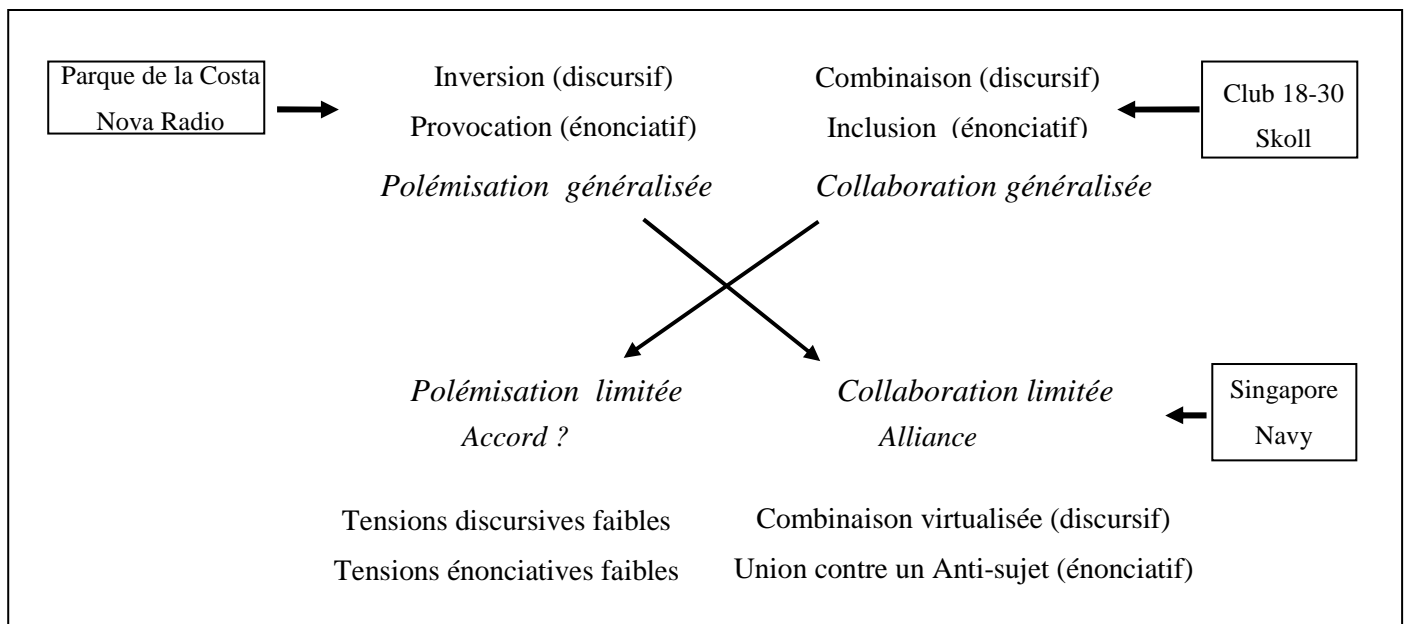 Parque de la Costa
Nova Radio
Inversion (discursif)
Provocation (énonciatif)
Polémisation généralisée
Combinaison (discursif)
Inclusion (énonciatif)
Collaboration généralisée
Club 18-30
Skoll
Polémisation limitée
Accord ?
Collaboration limitée
Alliance
Singapore
Navy
Tensions discursives faibles
Tensions énonciatives faibles
Combinaison virtualisée (discursif)
Union contre un Anti-sujet (énonciatif)